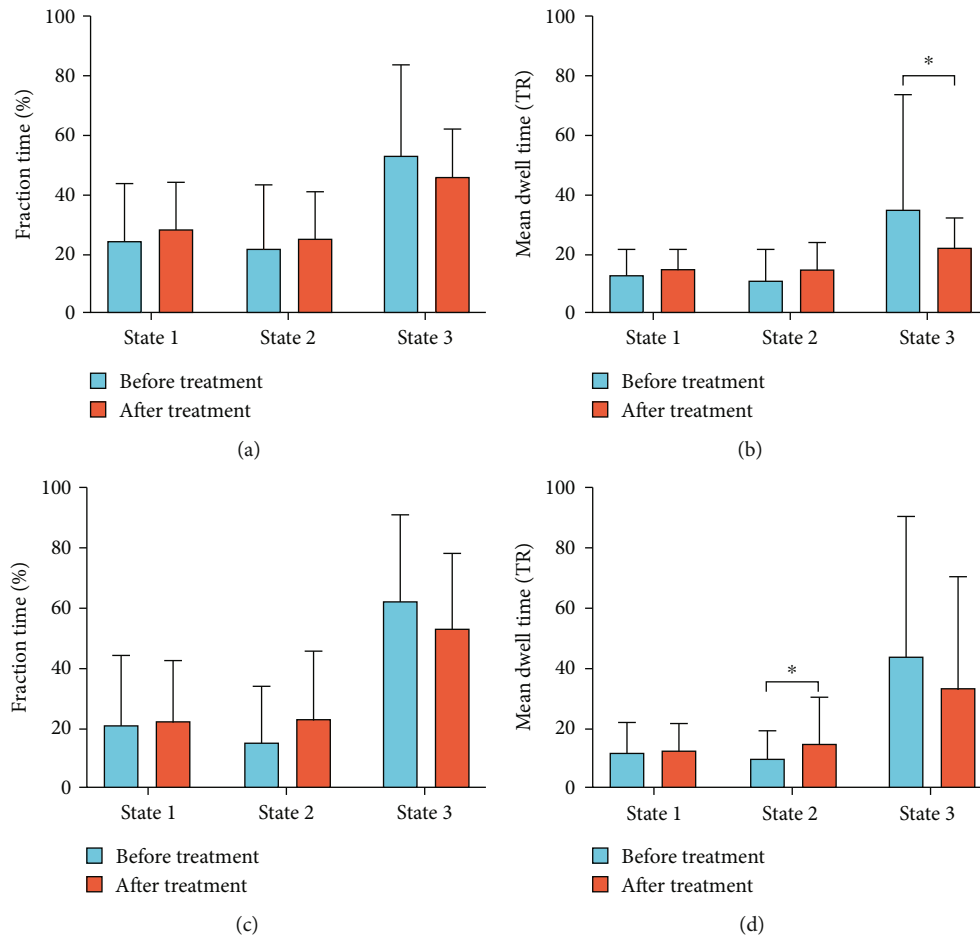 100
80
60
40
20
0
Fraction time (%)
State 1 State 2 State 3
Before treatment
After treatment
(a)
100
80
60
40
20
0
Mean dwell time (TR)
*
State 1 State 2 State 3
Before treatment
After treatment
(b)
100
80
60
40
20
0
Fraction time (%)
State 1 State 2 State 3
Before treatment
After treatment
(c)
100
80
60
40
20
0
Mean dwell time (TR)
*
State 1 State 2 State 3
Before treatment
After treatment
(d)